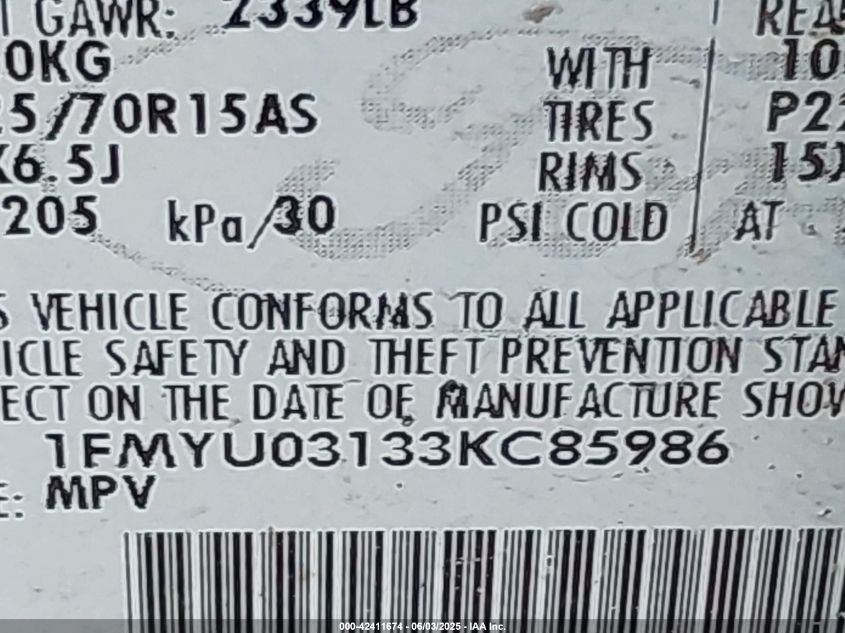 GAWR: 2339LB REA
0KG WITH 10
25/70R15AS TIRES P22
X6.5J RIMS 15X
205 kPa/30 PSI COLD AT
S VEHICLE CONFORMS TO ALL APPLICABLE
ICLE SAFETY AND THEFT PREVENTION STAN
ECT ON THE DATE OF MANUFACTURE SHOW
1FMYU03133KC85986
E: MPV
000-42411674 - 06/03/2025 - IAA Inc.